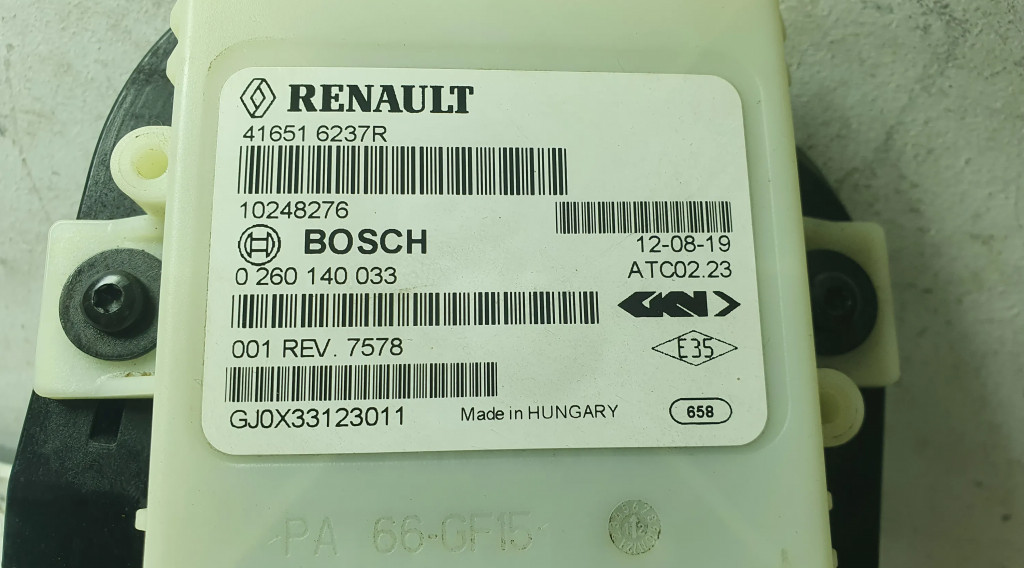 RENAULT
41651 6237R
10248276
BOSCH
12-08-19
0 260 140 033
ATC02.23
GKN
001 REV. 7578
E35
GJ0X33123011
Made in HUNGARY
658
PA 66-GF15